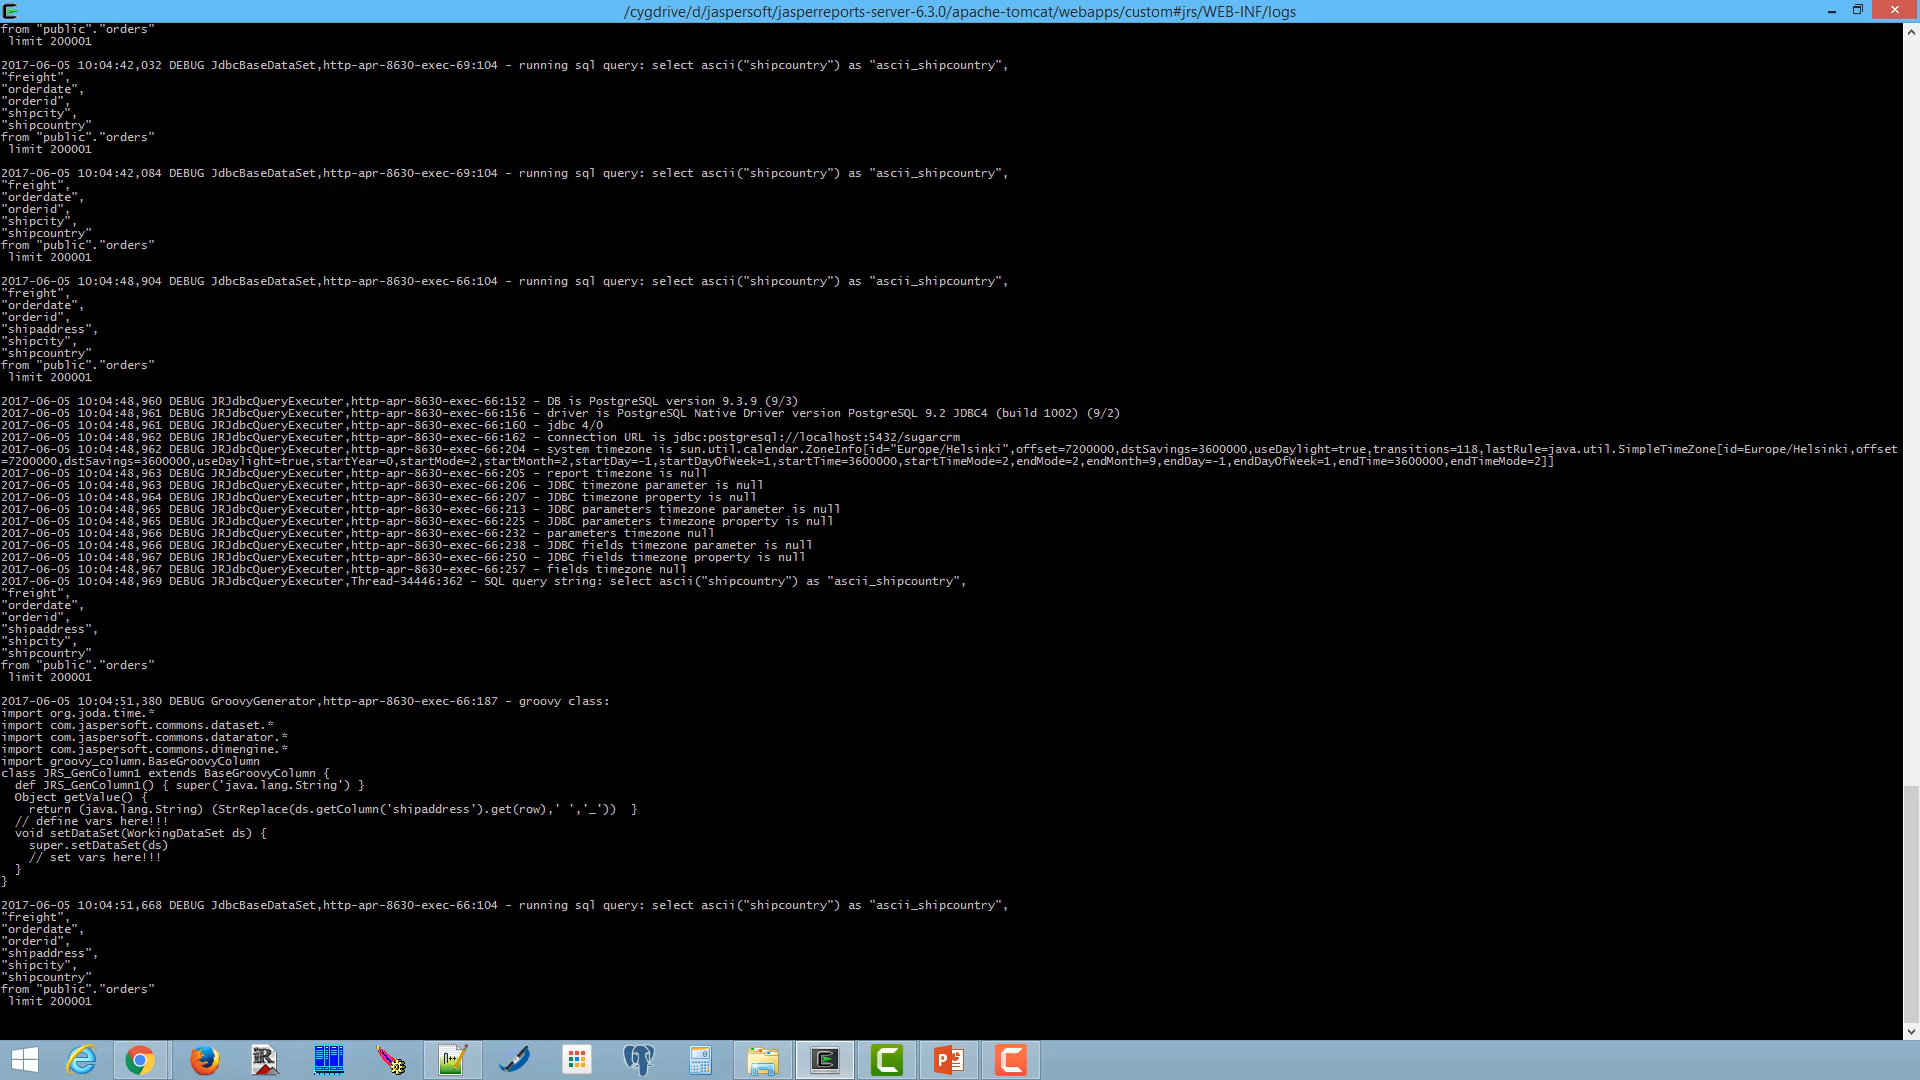 /cygdrive/d/jaspersoft/jasperreports-server-6.3.0/apache-tomcat/webapps/custom#jrs/WEB-INF/logs
from "public"."orders"
 limit 200001
2017-06-05 10:04:42,032 DEBUG JdbcBaseDataSet,http-apr-8630-exec-69:104 - running sql query: select ascii("shipcountry") as "ascii_shipcountry",
"freight",
"orderdate",
"orderid",
"shipcity",
"shipcountry"
from "public"."orders"
 limit 200001
2017-06-05 10:04:42,084 DEBUG JdbcBaseDataSet,http-apr-8630-exec-69:104 - running sql query: select ascii("shipcountry") as "ascii_shipcountry",
"freight",
"orderdate",
"orderid",
"shipcity",
"shipcountry"
from "public"."orders"
 limit 200001
2017-06-05 10:04:48,904 DEBUG JdbcBaseDataSet,http-apr-8630-exec-66:104 - running sql query: select ascii("shipcountry") as "ascii_shipcountry",
"freight",
"orderdate",
"orderid",
"shipaddress",
"shipcity",
"shipcountry"
from "public"."orders"
 limit 200001
2017-06-05 10:04:48,960 DEBUG JRJdbcQueryExecuter,http-apr-8630-exec-66:152 - DB is PostgreSQL version 9.3.9 (9/3)
2017-06-05 10:04:48,961 DEBUG JRJdbcQueryExecuter,http-apr-8630-exec-66:156 - driver is PostgreSQL Native Driver version PostgreSQL 9.2 JDBC4 (build 1002) (9/2)
2017-06-05 10:04:48,961 DEBUG JRJdbcQueryExecuter,http-apr-8630-exec-66:160 - jdbc 4/0
2017-06-05 10:04:48,962 DEBUG JRJdbcQueryExecuter,http-apr-8630-exec-66:162 - connection URL is jdbc:postgresql://localhost:5432/sugarcrm
2017-06-05 10:04:48,962 DEBUG JRJdbcQueryExecuter,http-apr-8630-exec-66:204 - system timezone is sun.util.calendar.ZoneInfo[id="Europe/Helsinki",offset=7200000,dstSavings=3600000,useDaylight=true,transitions=118,lastRule=java.util.SimpleTimeZone[id=Europe/Helsinki,offset
=7200000,dstSavings=3600000,useDaylight=true,startYear=0,startMode=2,startMonth=2,startDay=-1,startDayOfWeek=1,startTime=3600000,startTimeMode=2,endMode=2,endMonth=9,endDay=-1,endDayOfWeek=1,endTime=3600000,endTimeMode=2]]
2017-06-05 10:04:48,963 DEBUG JRJdbcQueryExecuter,http-apr-8630-exec-66:205 - report timezone is null
2017-06-05 10:04:48,963 DEBUG JRJdbcQueryExecuter,http-apr-8630-exec-66:206 - JDBC timezone parameter is null
2017-06-05 10:04:48,964 DEBUG JRJdbcQueryExecuter,http-apr-8630-exec-66:207 - JDBC timezone property is null
2017-06-05 10:04:48,965 DEBUG JRJdbcQueryExecuter,http-apr-8630-exec-66:213 - JDBC parameters timezone parameter is null
2017-06-05 10:04:48,965 DEBUG JRJdbcQueryExecuter,http-apr-8630-exec-66:225 - JDBC parameters timezone property is null
2017-06-05 10:04:48,966 DEBUG JRJdbcQueryExecuter,http-apr-8630-exec-66:232 - parameters timezone null
2017-06-05 10:04:48,966 DEBUG JRJdbcQueryExecuter,http-apr-8630-exec-66:238 - JDBC fields timezone parameter is null
2017-06-05 10:04:48,967 DEBUG JRJdbcQueryExecuter,http-apr-8630-exec-66:250 - JDBC fields timezone property is null
2017-06-05 10:04:48,967 DEBUG JRJdbcQueryExecuter,http-apr-8630-exec-66:257 - fields timezone null
2017-06-05 10:04:48,969 DEBUG JRJdbcQueryExecuter,Thread-34446:362 - SQL query string: select ascii("shipcountry") as "ascii_shipcountry",
"freight",
"orderdate",
"orderid",
"shipaddress",
"shipcity",
"shipcountry"
from "public"."orders"
 limit 200001
2017-06-05 10:04:51,380 DEBUG GroovyGenerator,http-apr-8630-exec-66:187 - groovy class:
import org.joda.time.*
import com.jaspersoft.commons.dataset.*
import com.jaspersoft.commons.datarator.*
import com.jaspersoft.commons.dimengine.*
import groovy_column.BaseGroovyColumn
class JRS_GenColumn1 extends BaseGroovyColumn {
  def JRS_GenColumn1() { super('java.lang.String') }
  Object getValue() {
    return (java.lang.String) (StrReplace(ds.getColumn('shipaddress').get(row),' ','_'))  }
  // define vars here!!!
  void setDataSet(WorkingDataSet ds) {
    super.setDataSet(ds)
    // set vars here!!!
  }
}
2017-06-05 10:04:51,668 DEBUG JdbcBaseDataSet,http-apr-8630-exec-66:104 - running sql query: select ascii("shipcountry") as "ascii_shipcountry",
"freight",
"orderdate",
"orderid",
"shipaddress",
"shipcity",
"shipcountry"
from "public"."orders"
 limit 200001